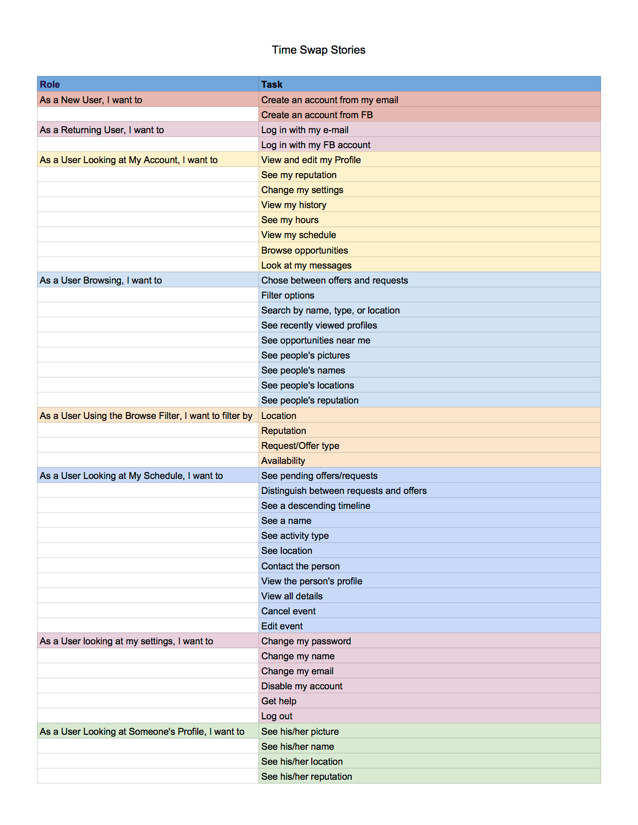 Time Swap Stories
Role Task
As a New User, I want to Create an account from my email
Create an account from FB
As a Returning User, I want to Log in with my e-mail
Log in with my FB account
As a User Looking at My Account, I want to View and edit my Profile
See my reputation
Change my settings
View my history
See my hours
View my schedule
Browse opportunities
Look at my messages
As a User Browsing, I want to Chose between offers and requests
Filter options
Search by name, type, or location
See recently viewed profiles
See opportunities near me
See people's pictures
See people's names
See people's locations
See people's reputation
As a User Using the Browse Filter, I want to filter by Location
Reputation
Request/Offer type
Availability
As a User Looking at My Schedule, I want to See pending offers/requests
Distinguish between requests and offers
See a descending timeline
See a name
See activity type
See location
Contact the person
View the person's profile
View all details
Cancel event
Edit event
As a User looking at my settings, I want to Change my password
Change my name
Change my email
Disable my account
Get help
Log out
As a User Looking at Someone's Profile, I want to See his/her picture
See his/her name
See his/her location
See his/her reputation